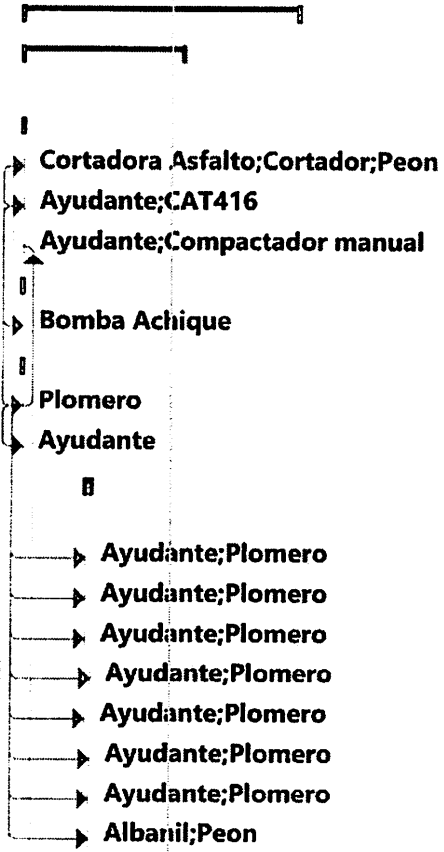 Cortadora Asfalto;Cortador;Peon
Ayudante;CAT416
Ayudante;Compactador manual
Bomba Achique
Plomero
Ayudante
Ayudante;Plomero
Ayudante;Plomero
Ayudante;Plomero
Ayudante;Plomero
Ayudante;Plomero
Ayudante;Plomero
Ayudante;Plomero
Albanil;Peon